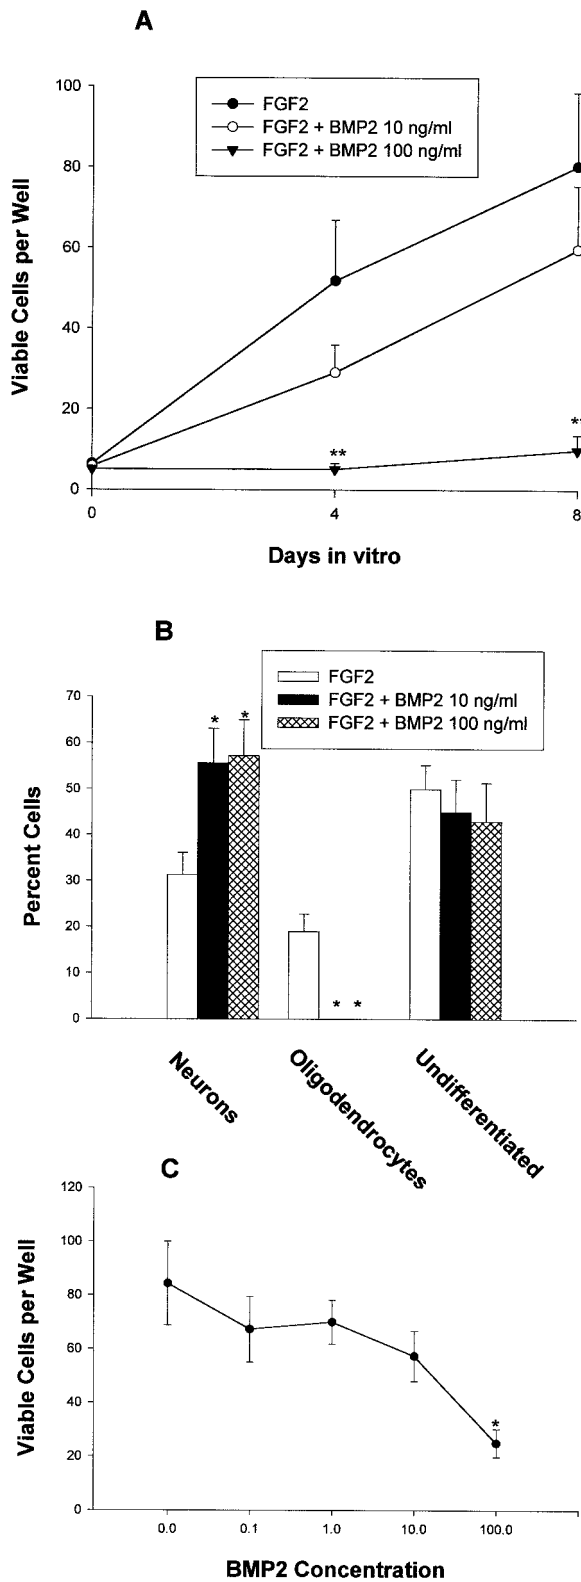 A
100
80
60
40
20
0
Viable Cells per Well
FGF2
FGF2 + BMP2 10 ng/ml
FGF2 + BMP2 100 ng/ml
**
**
0
4
8
Days in vitro
B
70
60
50
40
30
20
10
0
Percent Cells
FGF2
FGF2 + BMP2 10 ng/ml
FGF2 + BMP2 100 ng/ml
* *
* *
Neurons
Oligodendrocytes
Undifferentiated
C
120
100
80
60
40
20
0
Viable Cells per Well
*
0.0
0.1
1.0
10.0
100.0
BMP2 Concentration